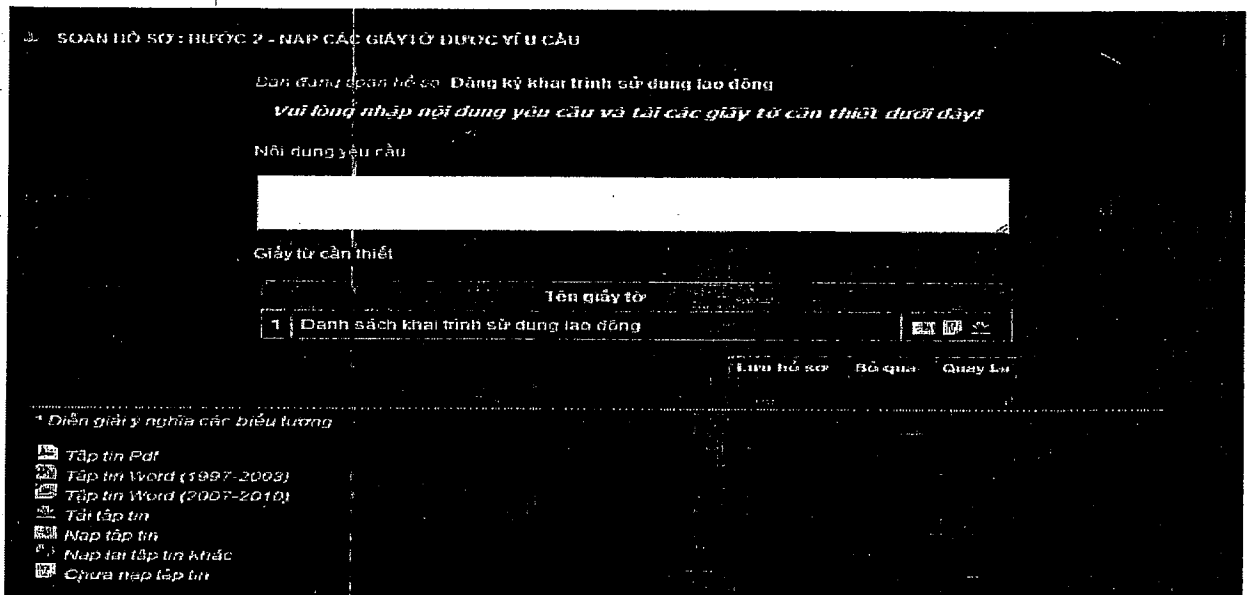 SOẠN HỒ SƠ : BƯỚC 2 - NẠP CÁC GIẤY TỜ ĐƯỢC YÊU CẦU
Bạn đang soạn hồ sơ Đăng ký khai trình sử dụng lao động
Vui lòng nhập nội dung yêu cầu và tải các giấy tờ cần thiết dưới đây!
Nội dung yêu cầu
Giấy tờ cần thiết
Tên giấy tờ
1 Danh sách khai trình sử dụng lao động
Lưu hồ sơ Bỏ qua Quay Lại
* Diễn giải ý nghĩa các biểu tượng
Tập tin Pdf
Tập tin Word (1997-2003)
Tập tin Word (2007-2010)
Tải tập tin
Nạp tập tin
Nạp lại tập tin khác
Chưa nạp tập tin